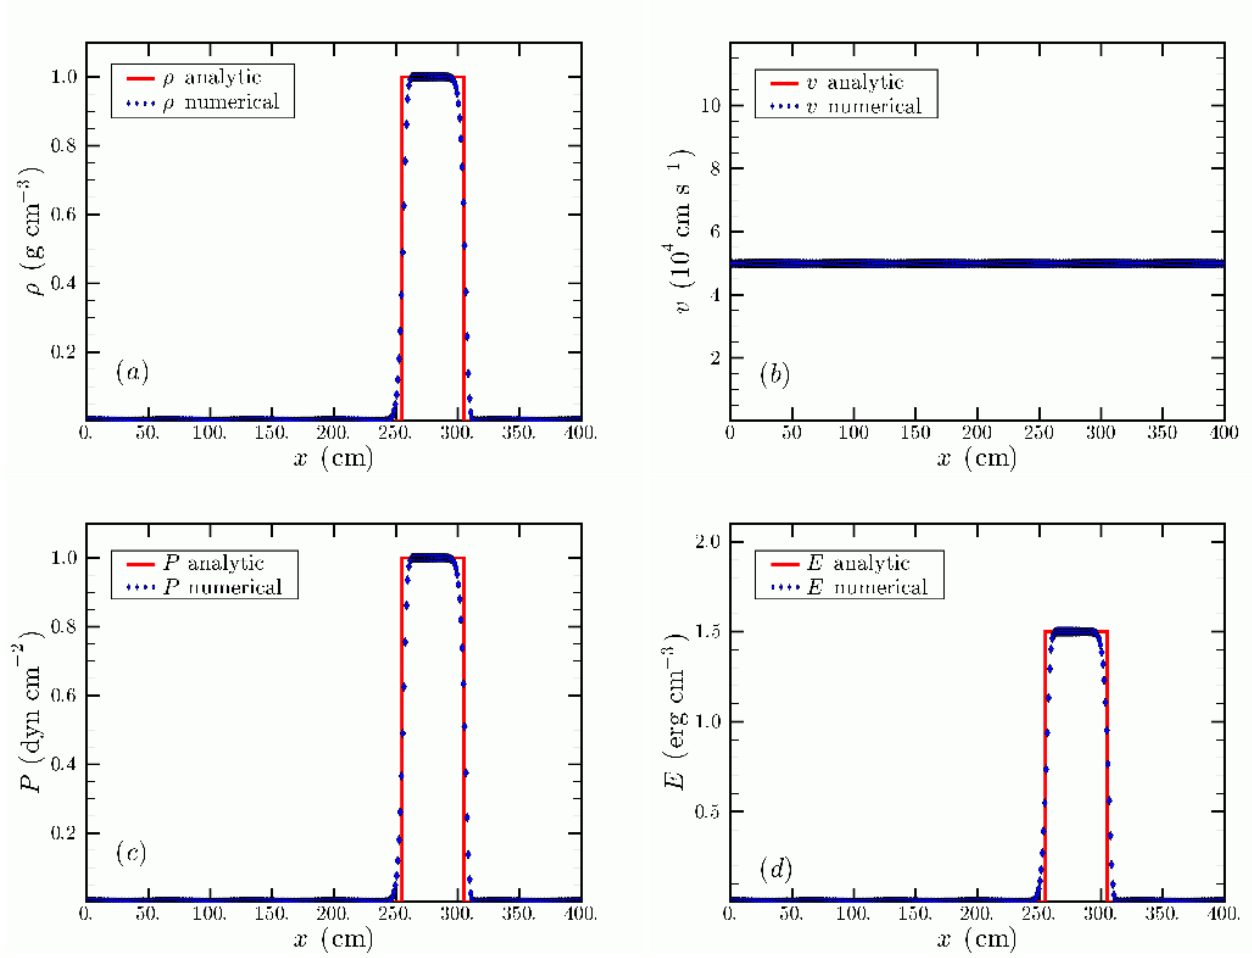 ρ analytic
ρ numerical
1.0
0.8
0.6
0.4
0.2
ρ (g cm−3)
(a)
0. 50. 100. 150. 200. 250. 300. 350. 400.
x (cm)
v analytic
v numerical
10
8
6
4
2
v (10^4 cm s−1)
(b)
0 50 100 150 200 250 300 350 400
x (cm)
P analytic
P numerical
1.0
0.8
0.6
0.4
0.2
P (dyn cm−2)
(c)
0. 50. 100. 150. 200. 250. 300. 350. 400.
x (cm)
E analytic
E numerical
2.0
1.5
1.0
0.5
E (erg cm−3)
(d)
0. 50. 100. 150. 200. 250. 300. 350. 400.
x (cm)